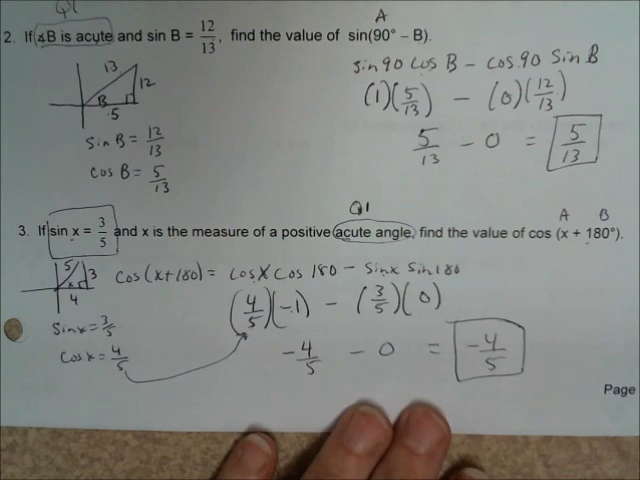 Q1
A
2. If ∡B is acute and sin B = 12/13, find the value of sin(90° – B).
13
12
B
5
sin 90 cos B – cos 90 Sin B
(1)(5/13) – (0)(12/13)
5/13 – 0 = 5/13
Sin B = 12/13
cos B = 5/13
Q1
A B
3. If sin x = 3/5 and x is the measure of a positive acute angle, find the value of cos (x + 180°).
5
3
x
4
Cos(x+180) = Cos X Cos 180 – Sinx Sin 180
(4/5)(-1) – (3/5)(0)
Sinx = 3/5
Cosx = 4/5
-4/5 – 0 = -4/5
Page